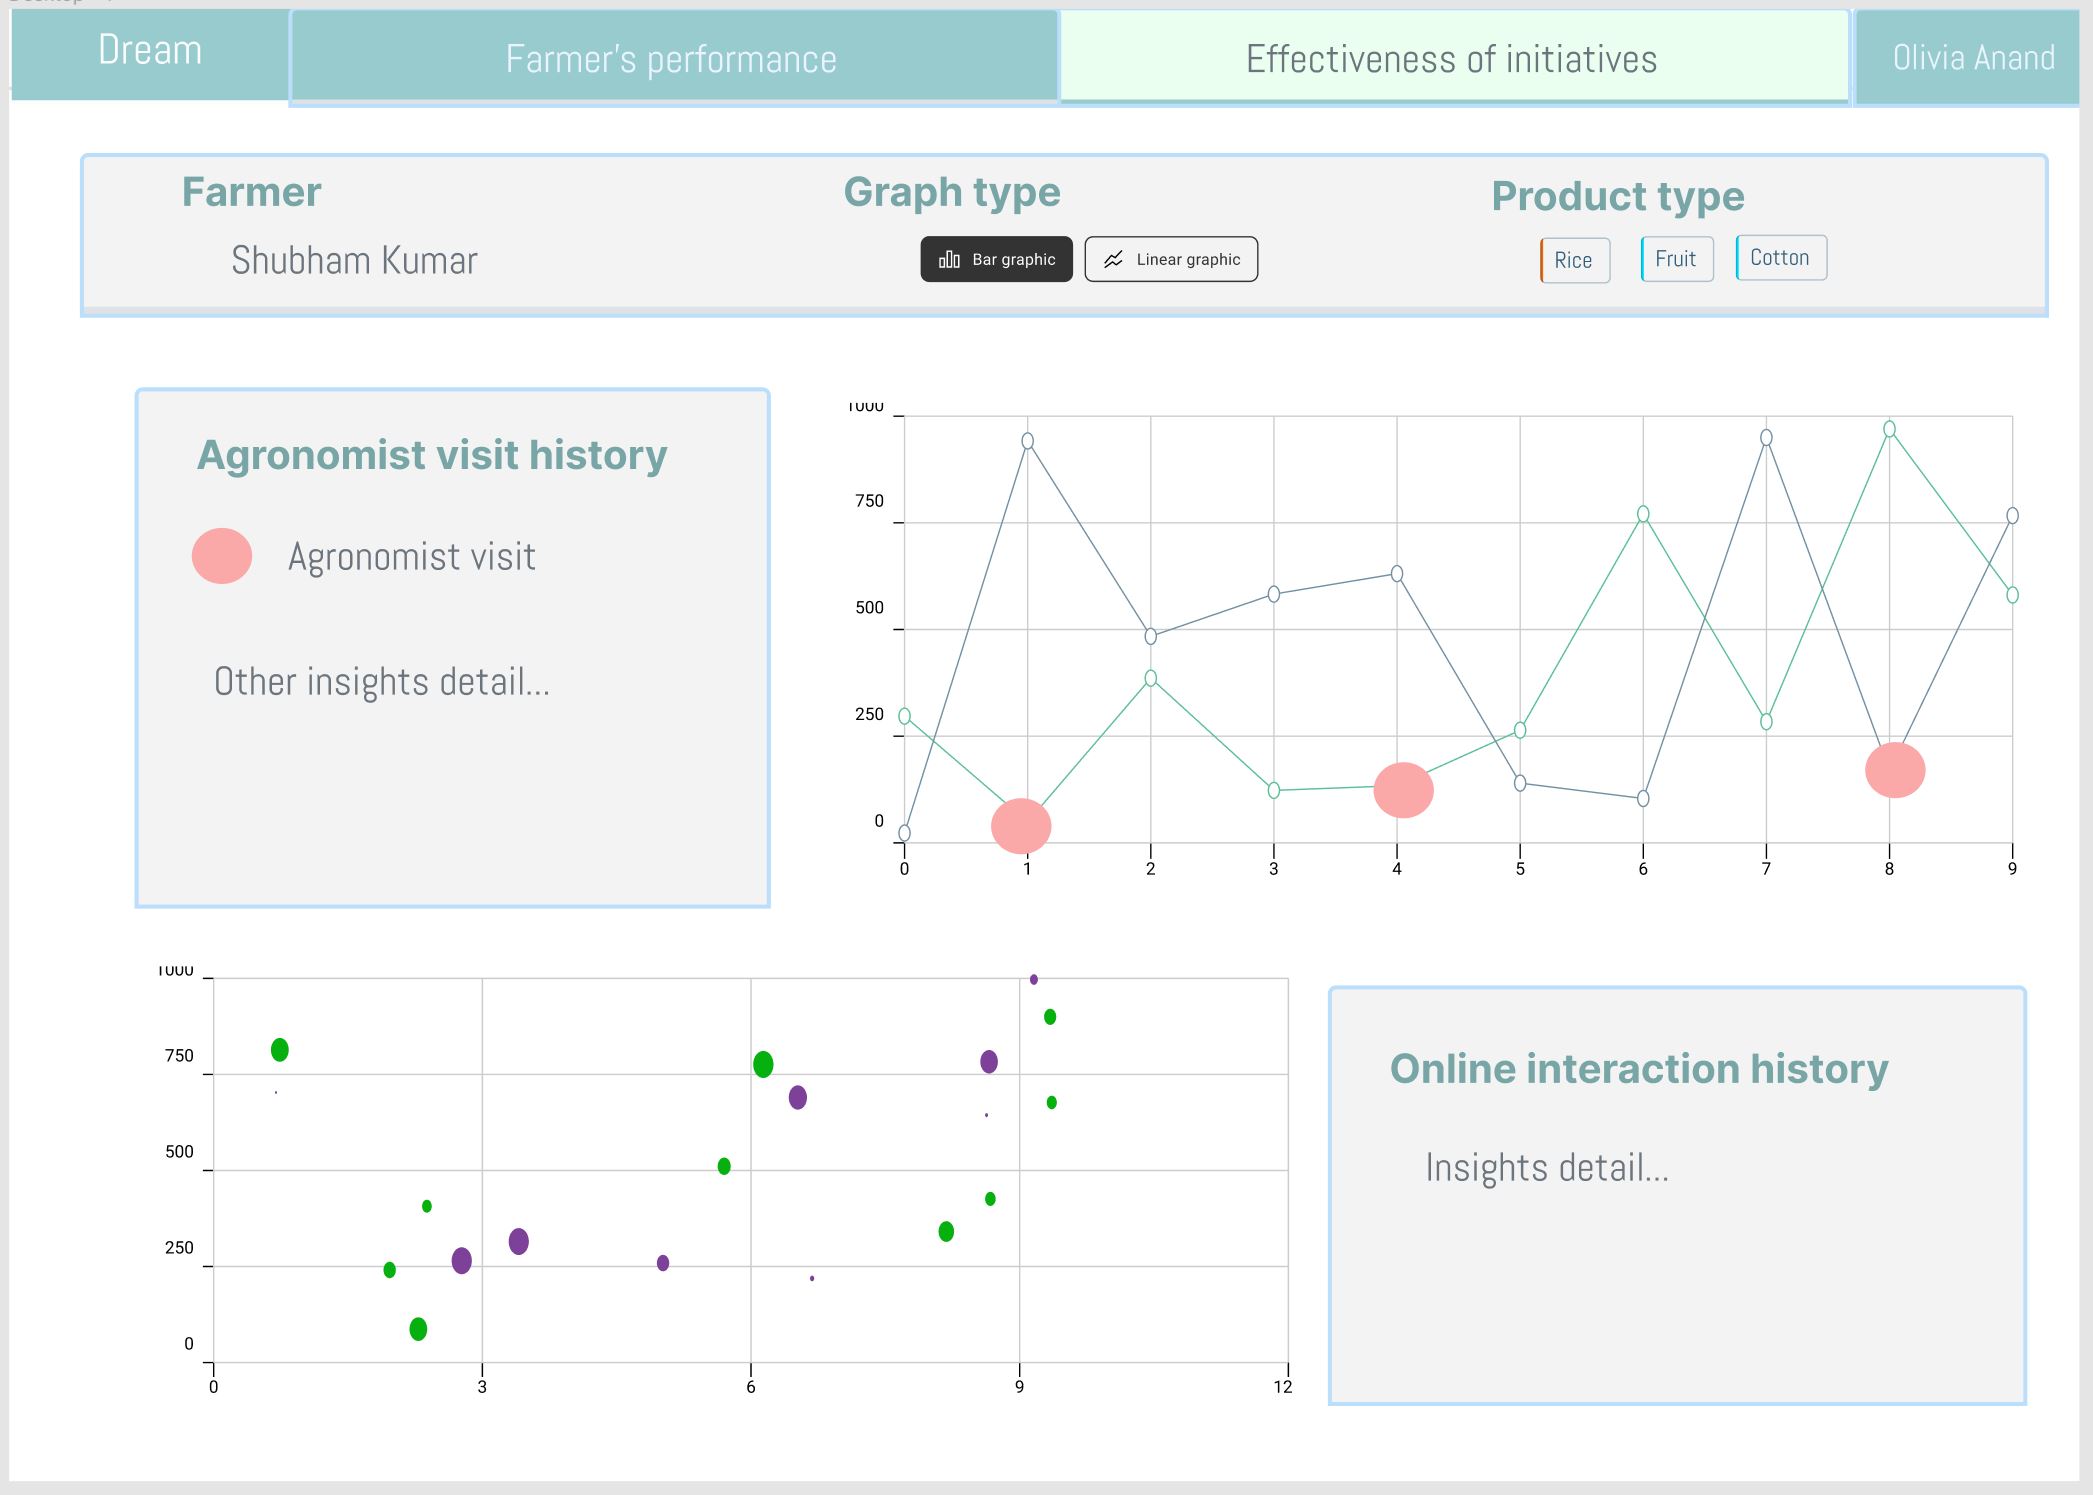 Dream
Farmer's performance
Effectiveness of initiatives
Olivia Anand
Farmer
Graph type
Product type
Shubham Kumar
Bar graphic
Linear graphic
Rice
Fruit
Cotton
Agronomist visit history
Agronomist visit
Other insights detail...
1000
750
500
250
0
0 1 2 3 4 5 6 7 8 9
1000
750
500
250
0
0 3 6 9 12
Online interaction history
Insights detail...